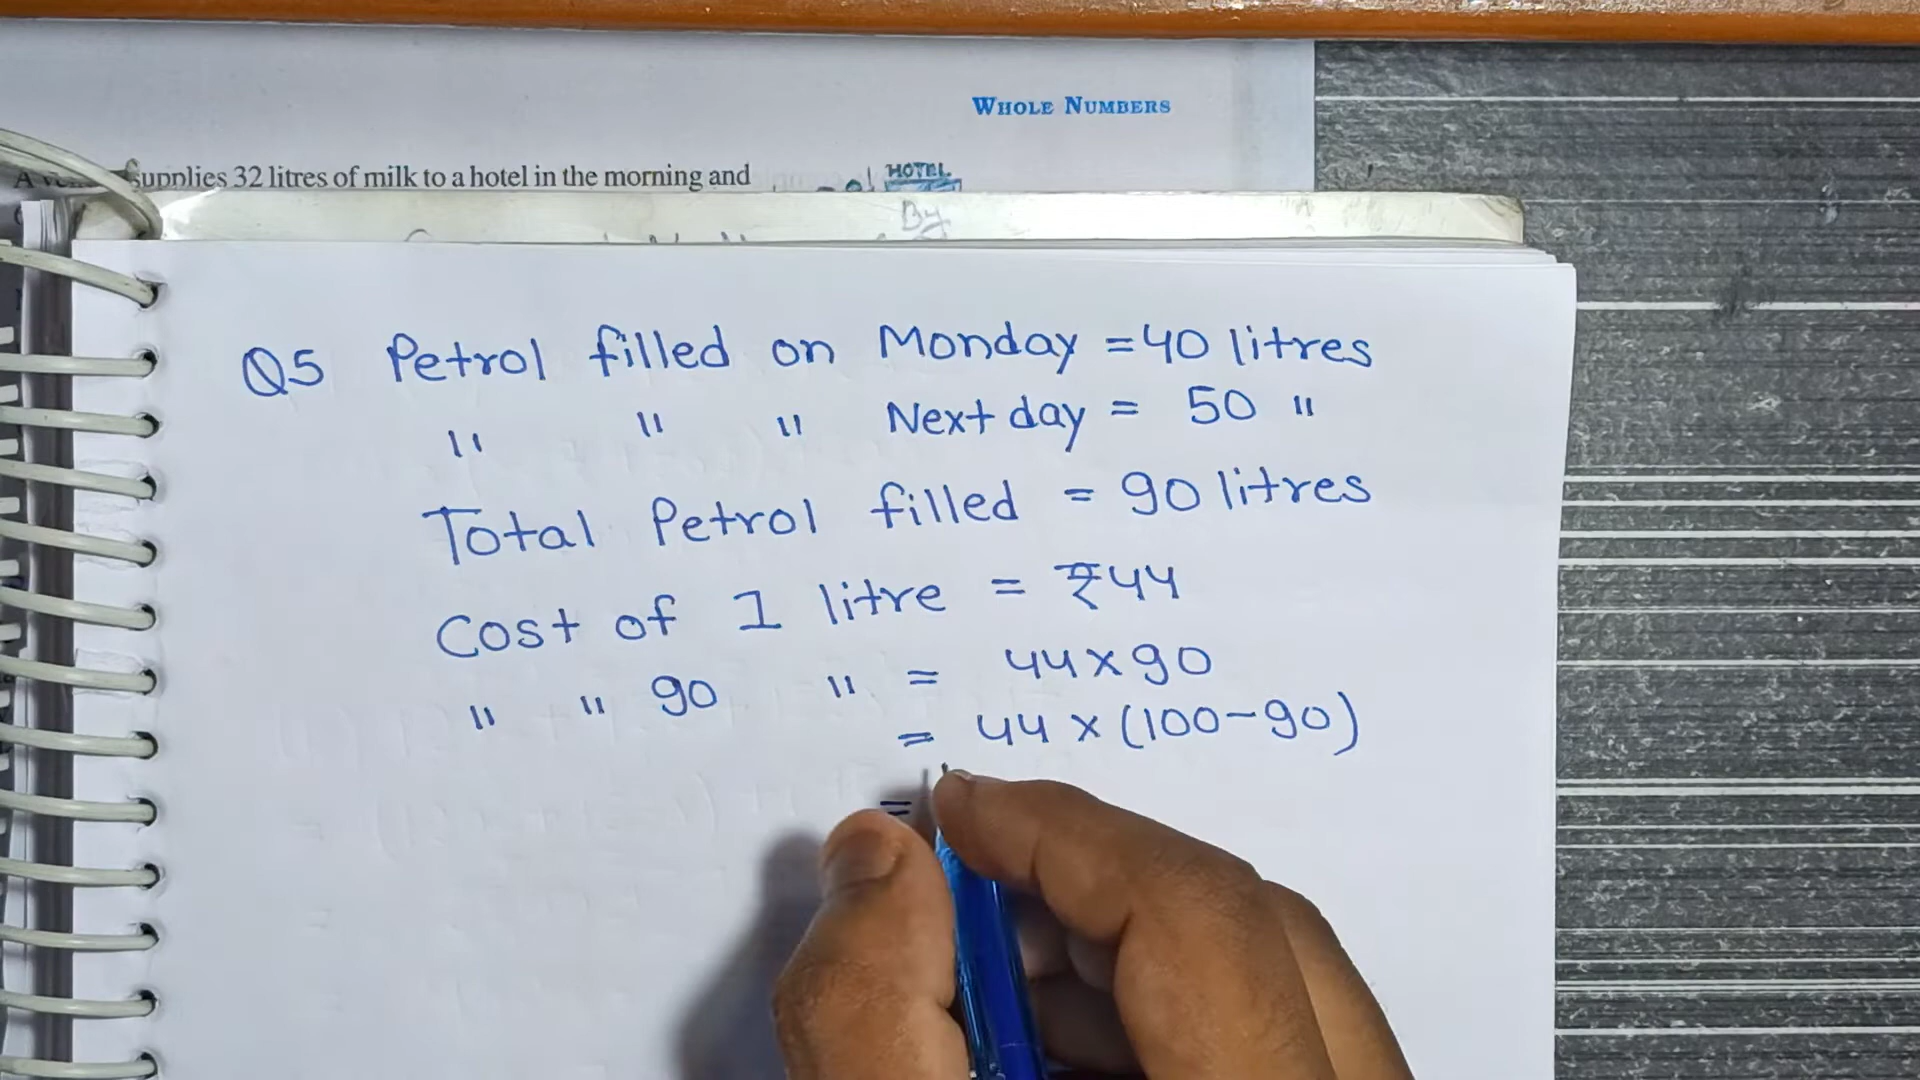 WHOLE NUMBERS
supplies 32 litres of milk to a hotel in the morning and
HOTEL
By
Q5 Petrol filled on Monday = 40 litres
" " " Next day = 50 "
Total Petrol filled = 90 litres
Cost of 1 litre = ₹44
" " 90 " = 44 × 90
= 44 × (100-90)
=